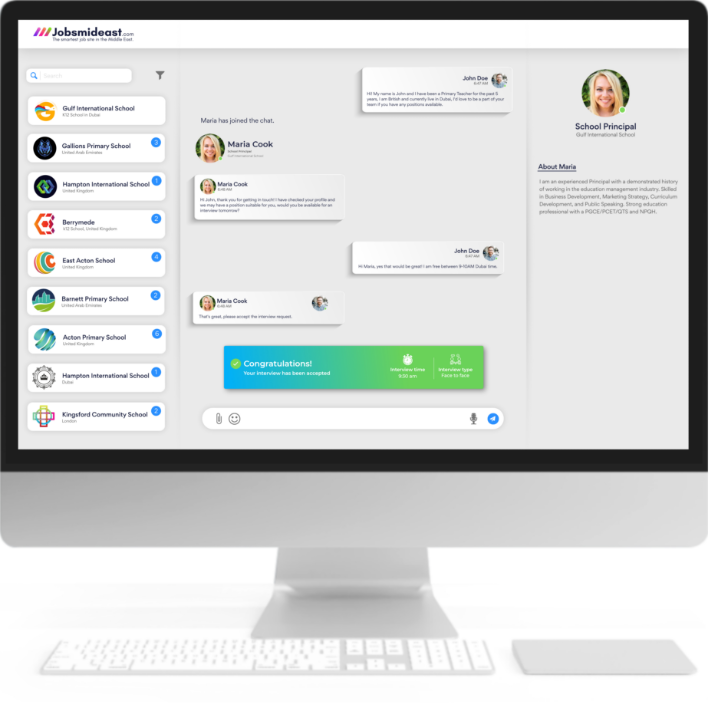 Jobsmideast.com
The smartest job site in the Middle East.
Search
Gulf International School
K12 School in Dubai
Gallions Primary School
3
United Arab Emirates
Hampton International School
1
United Kingdom
Berrymede
2
K12 School, United Kingdom
East Acton School
4
United Kingdom
Barnett Primary School
2
United Arab Emirates
Acton Primary School
6
United Kingdom
Hampton International School
1
Dubai
Kingsford Community School
2
London
John Doe
Hi! My name is John and I have been a Primary Teacher for the past 5
years, I am British and currently live in Dubai, I'd love to be a part of your
team if you have any positions available.
Maria has joined the chat.
Maria Cook
School Principal
Gulf International School
Maria Cook
Hi John, thank you for getting in touch! I have checked your profile and
we may have a position suitable for you, would you be available for an
interview tomorrow?
John Doe
Hi Maria, yes that would be great! I am free between 9-10AM Dubai time.
Maria Cook
That's great, please accept the interview request.
Congratulations!
Your interview has been accepted
Interview time
9:30 am
Interview type
Face to face
School Principal
Gulf International School
About Maria
I am an experienced Principal with a demonstrated history
of working in the education management industry. Skilled
in Business Development, Marketing Strategy, Curriculum
Development, and Public Speaking. Strong education
professional with a PGCE/PCET/QTS and NPQH.